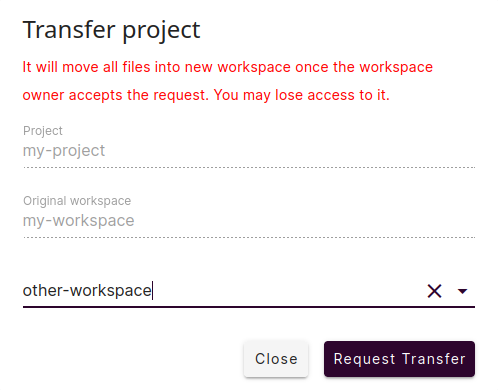 Transfer project
It will move all files into new workspace once the workspace
owner accepts the request. You may lose access to it.
Project
my-project
Original workspace
my-workspace
other-workspace
Close
Request Transfer